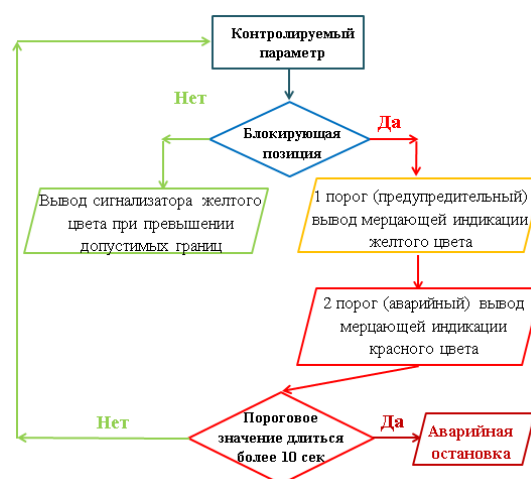 Контролируемый
параметр
Нет
Да
Блокирующая
позиция
Вывод сигнализатора желтого
цвета при превышении
допустимых границ
1 порог (предупредительный)
вывод мерцающей индикации
желтого цвета
2 порог (аварийный) вывод
мерцающей индикации
красного цвета
Нет
Пороговое
значение длиться
более 10 сек
Да
Аварийная
остановка